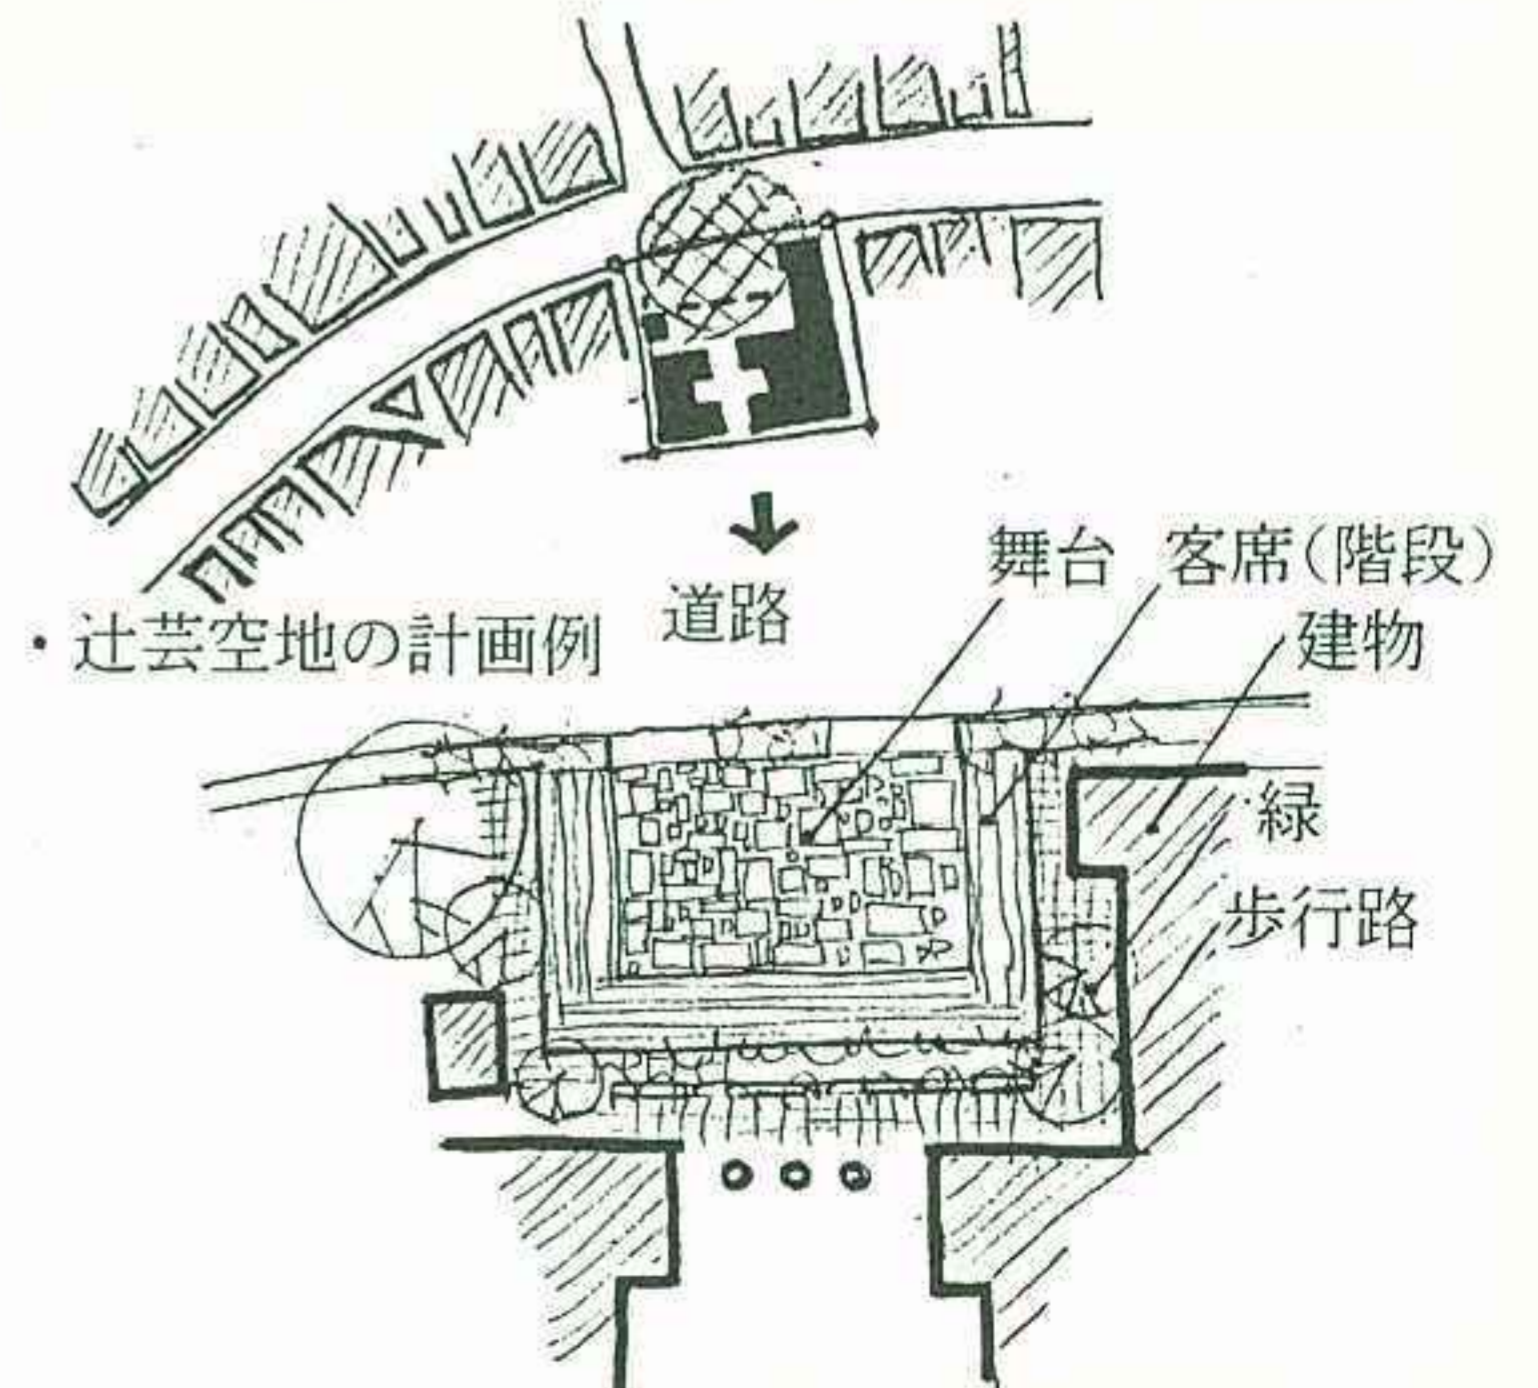 舞台
客席(階段)
道路
・辻芸空地の計画例
建物
緑
歩行路